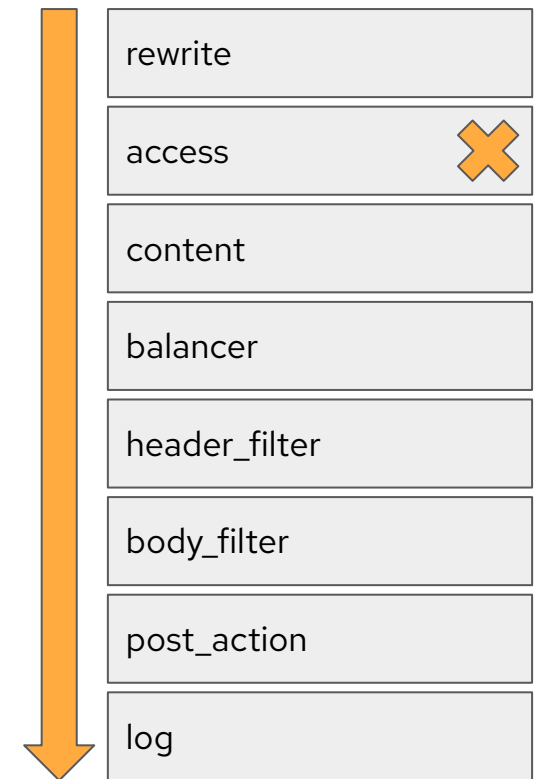 rewrite
access
content
balancer
header_filter
body_filter
post_action
log